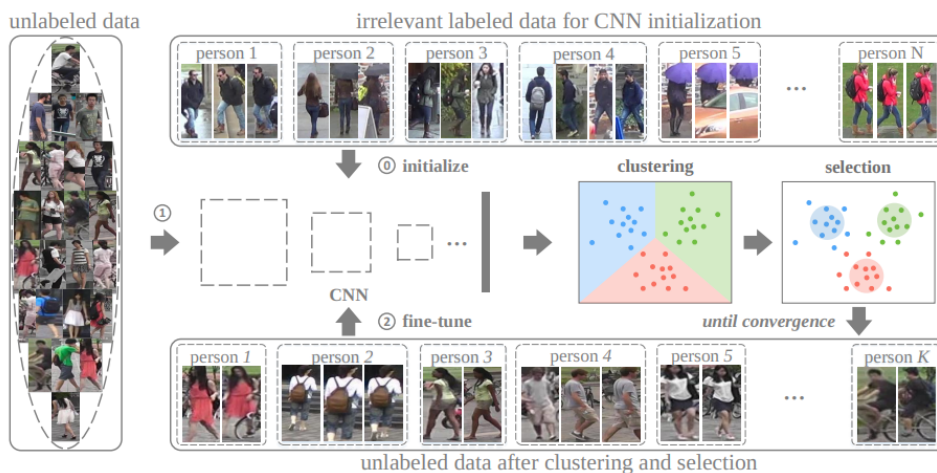 unlabeled data
irrelevant labeled data for CNN initialization
person 1
person 2
person 3
person 4
person 5
...
person N
⓪ initialize
clustering
selection
①
...
CNN
② fine-tune
until convergence
person 1
person 2
person 3
person 4
person 5
...
person K
unlabeled data after clustering and selection